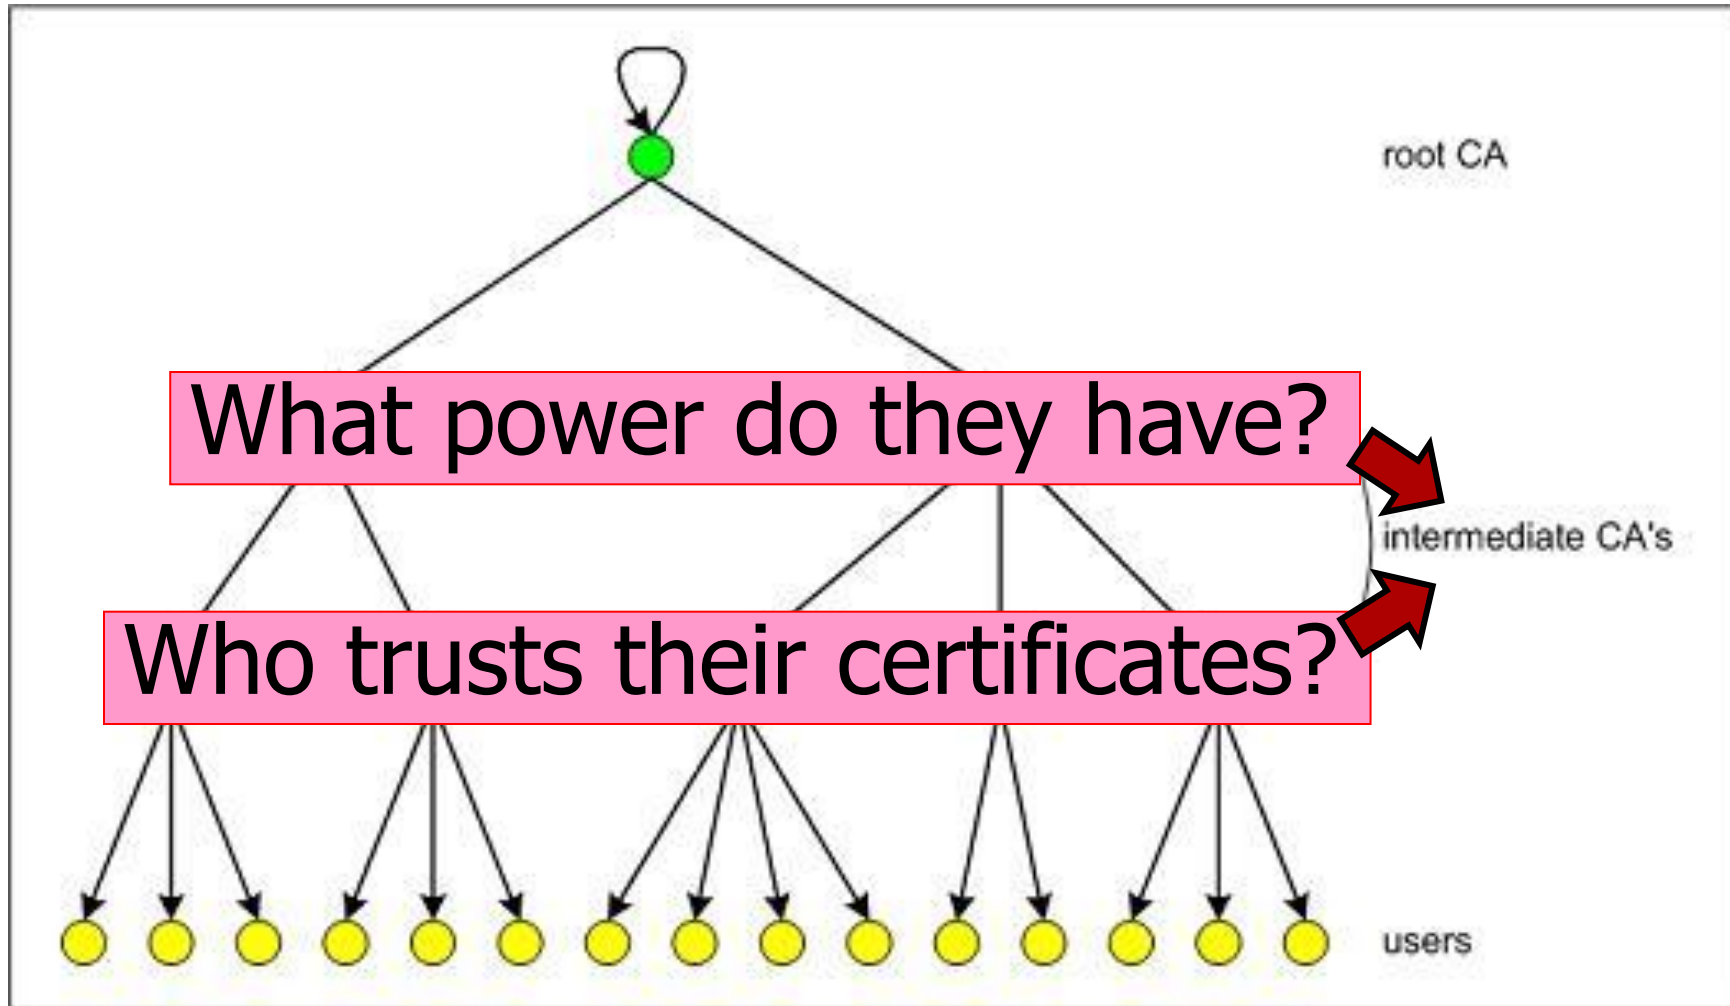 root CA
What power do they have?
intermediate CA's
Who trusts their certificates?
users